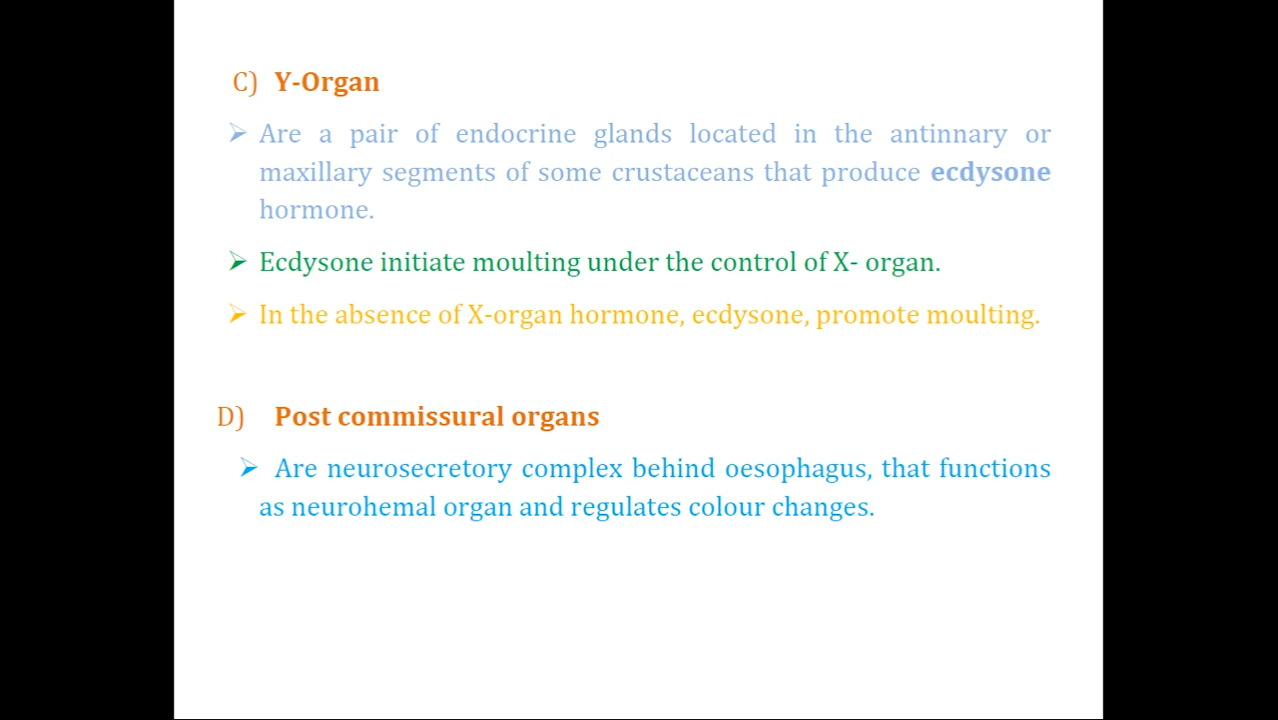 C) Y-Organ
➢ Are a pair of endocrine glands located in the antinnary or
maxillary segments of some crustaceans that produce ecdysone
hormone.
➢ Ecdysone initiate moulting under the control of X- organ.
➢ In the absence of X-organ hormone, ecdysone, promote moulting.
D) Post commissural organs
➢ Are neurosecretory complex behind oesophagus, that functions
as neurohemal organ and regulates colour changes.